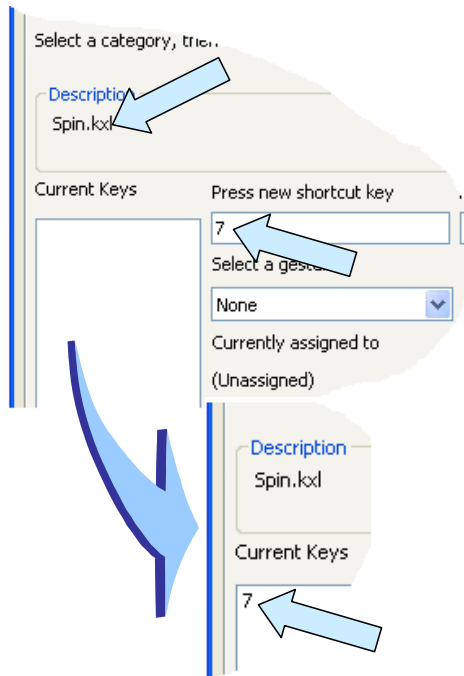 Select a category, then
Description
Spin.kxl
Current Keys
Press new shortcut key
7
Select a
None
Currently assigned to
(Unassigned)
Description
Spin.kxl
Current Keys
7